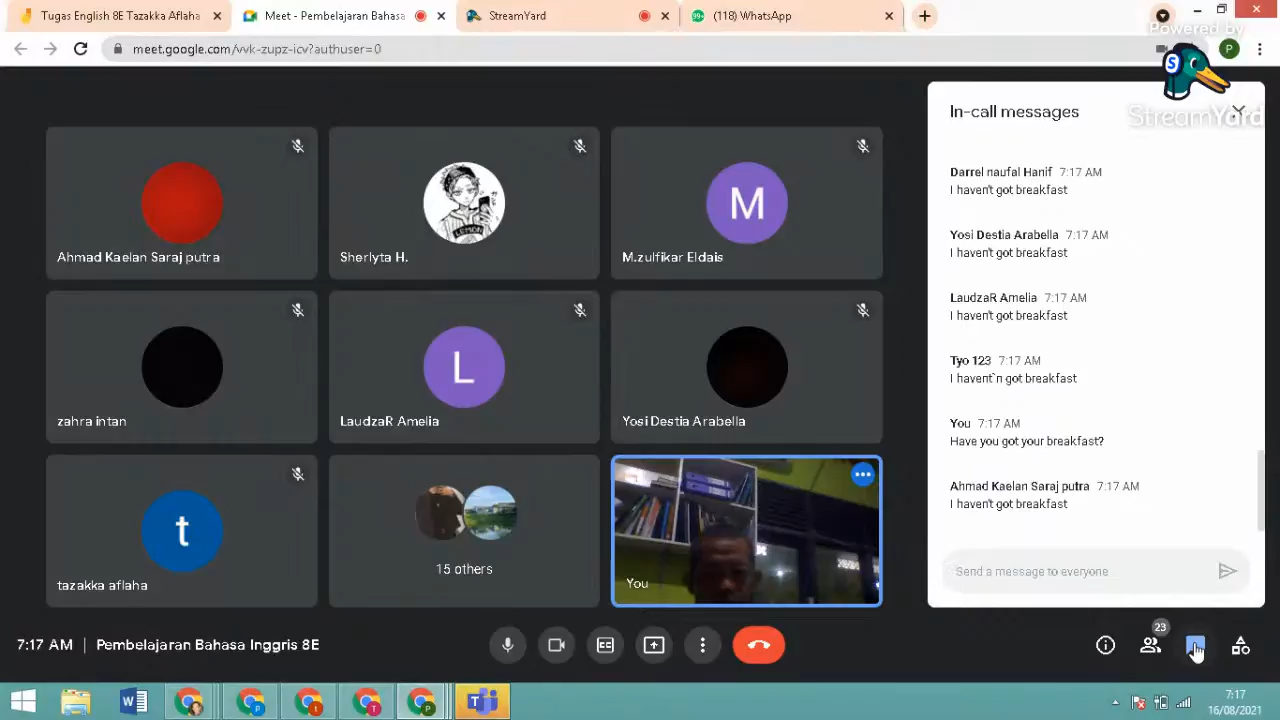 Tugas English 8E Tazakka Aflaha
Meet - Pembelajaran Bahasa
StreamYard
99+
(118) WhatsApp
meet.google.com/vvk-zupz-icv?authuser=0
P
Powered by
S
StreamYard
In-call messages
Darrel naufal Hanif 7:17 AM
I haven't got breakfast
Yosi Destia Arabella 7:17 AM
I haven't got breakfast
LaudzaR Amelia 7:17 AM
I haven't got breakfast
Tyo 123 7:17 AM
I havent`n got breakfast
You 7:17 AM
Have you got your breakfast?
Ahmad Kaelan Saraj putra 7:17 AM
I haven't got breakfast
Send a message to everyone
Ahmad Kaelan Saraj putra
LEMON
H.
M
M.zulfikar Eldais
zahra intan
L
LaudzaR Amelia
Yosi Destia Arabella
t
tazakka aflaha
15 others
You
7:17 AM | Pembelajaran Bahasa Inggris 8E
23
7:17
16/08/2021